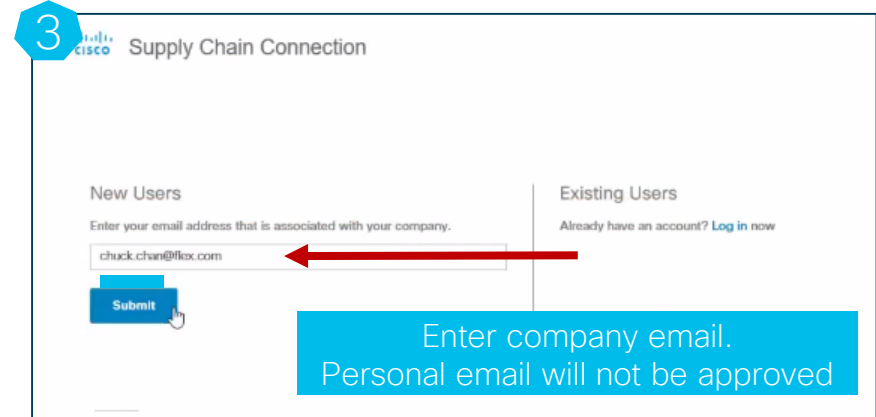 3
CISCO Supply Chain Connection
New Users
Enter your email address that is associated with your company.
chuck.chan@flex.com
Submit
Existing Users
Already have an account? Log in now
Enter company email.
Personal email will not be approved